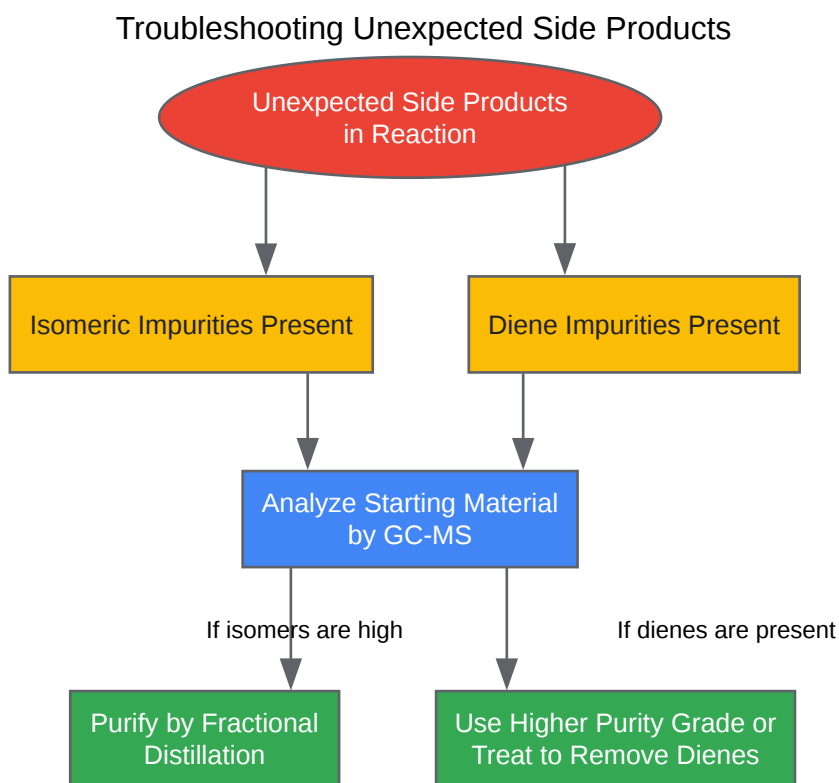 Troubleshooting Unexpected Side Products
Unexpected Side Products
in Reaction
Isomeric Impurities Present
Diene Impurities Present
Analyze Starting Material
by GC-MS
If isomers are high
If dienes are present
Purify by Fractional
Distillation
Use Higher Purity Grade or
Treat to Remove Dienes